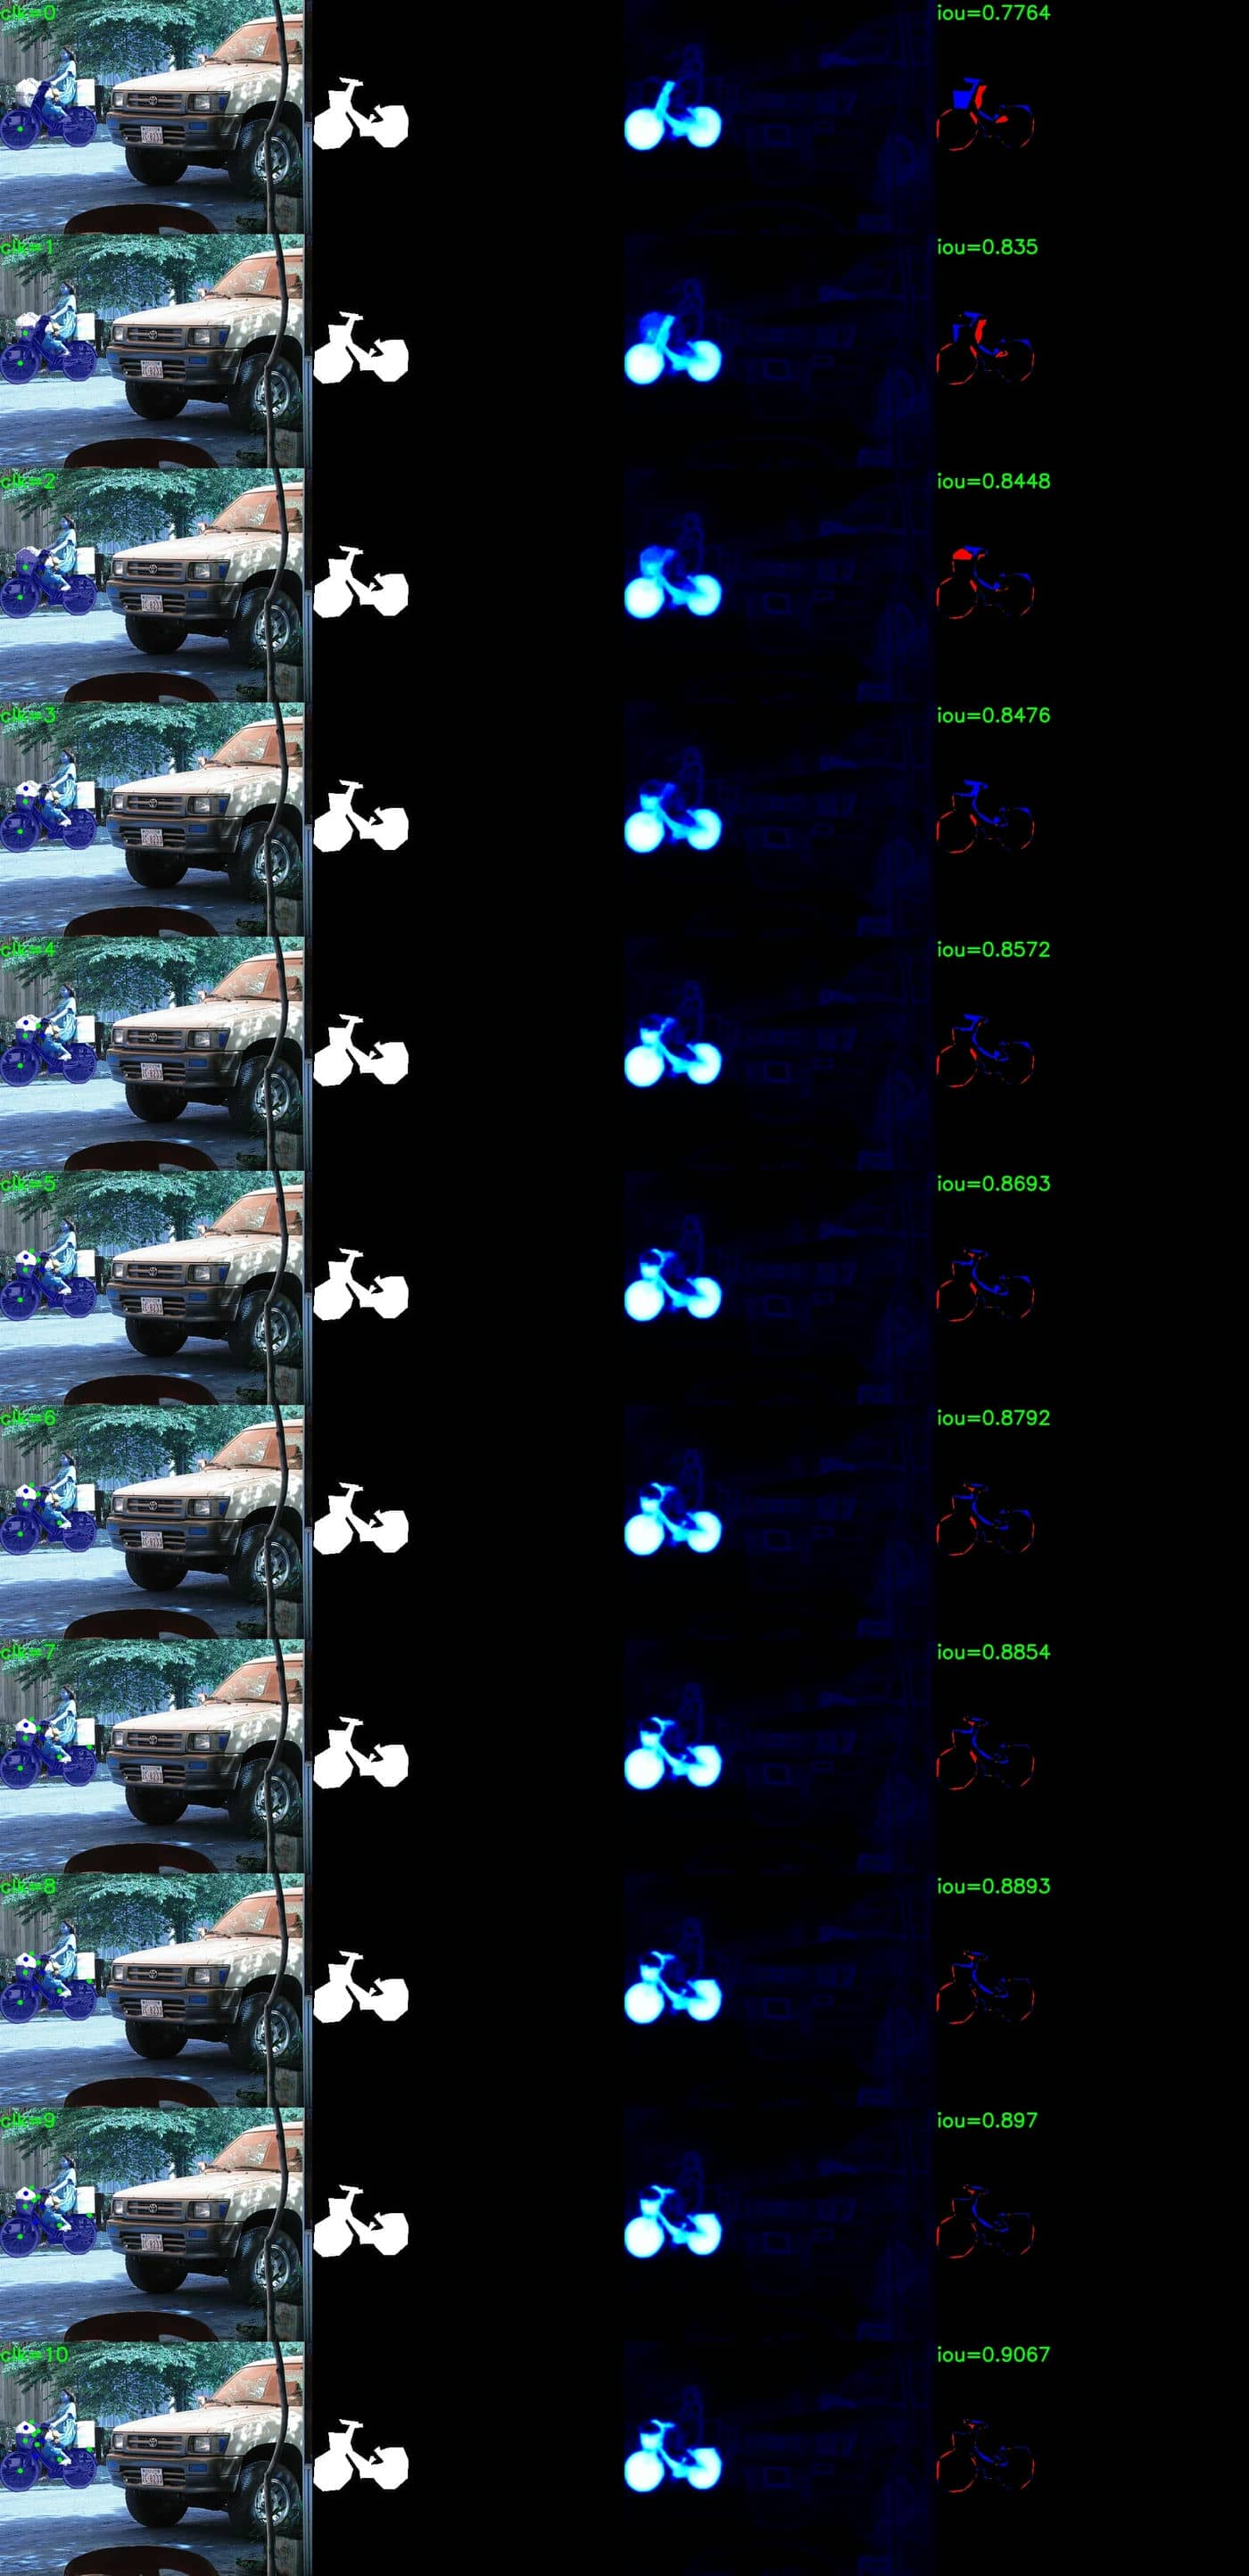 clk=0 iou=0.7764
clk=1 iou=0.835
clk=2 iou=0.8448
clk=3 iou=0.8476
clk=4 iou=0.8572
clk=5 iou=0.8693
clk=6 iou=0.8792
clk=7 iou=0.8854
clk=8 iou=0.8893
clk=9 iou=0.897
clk=10 iou=0.9067